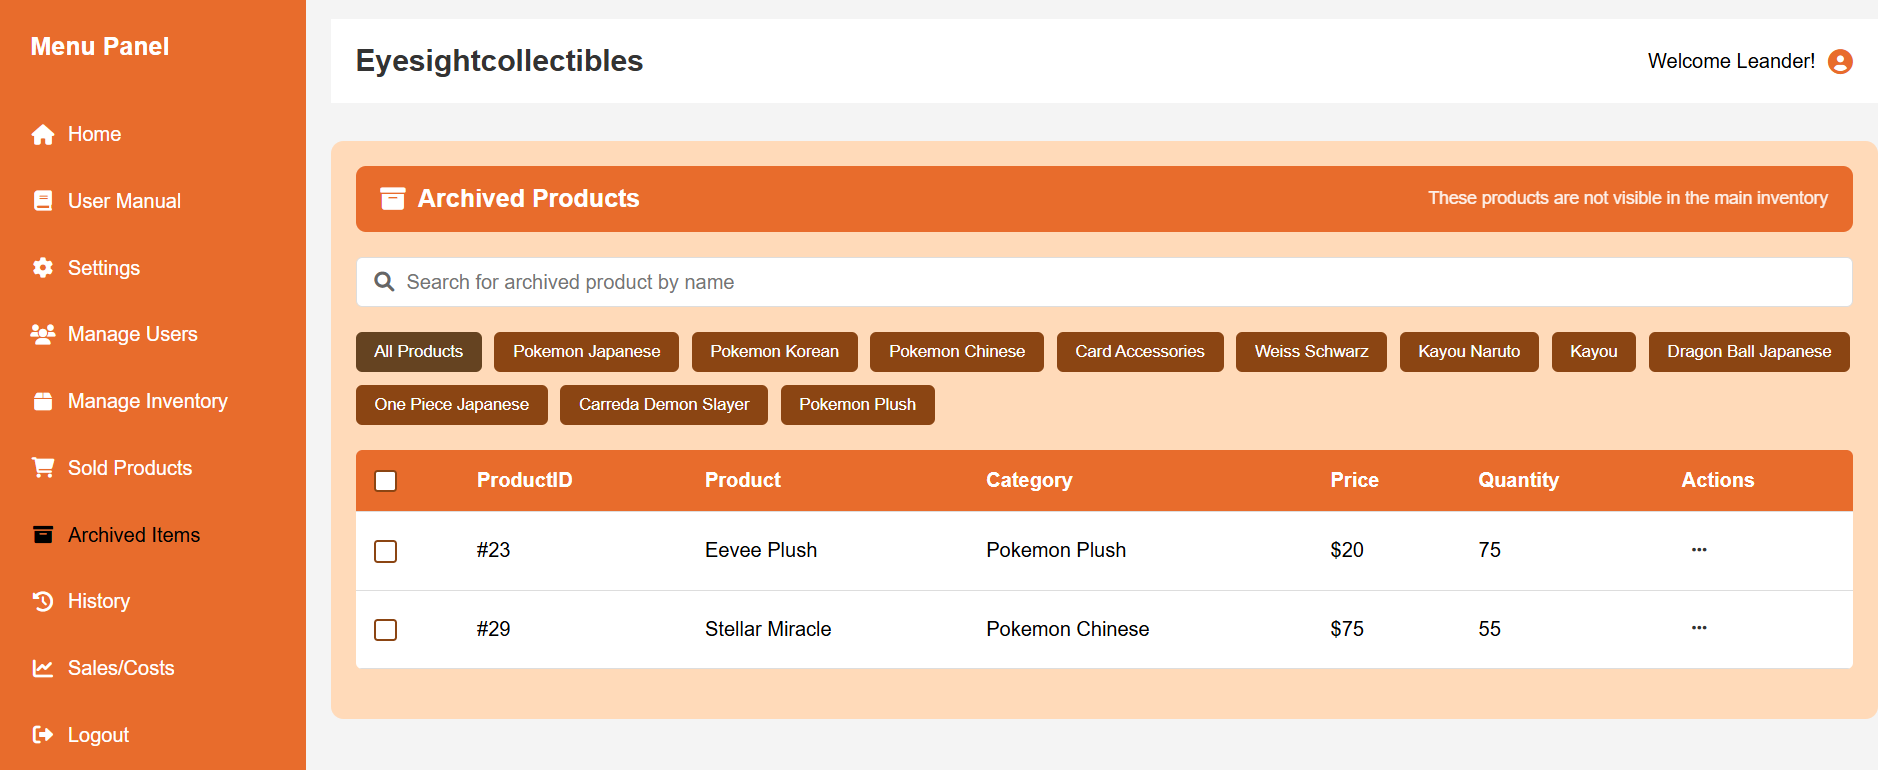 Menu Panel
Home
User Manual
Settings
Manage Users
Manage Inventory
Sold Products
Archived Items
History
Sales/Costs
Logout
Eyesightcollectibles
Welcome Leander!
Archived Products
These products are not visible in the main inventory
Search for archived product by name
All Products Pokemon Japanese Pokemon Korean Pokemon Chinese Card Accessories Weiss Schwarz Kayou Naruto Kayou Dragon Ball Japanese
One Piece Japanese Carreda Demon Slayer Pokemon Plush
ProductID Product Category Price Quantity Actions
#23 Eevee Plush Pokemon Plush $20 75
#29 Stellar Miracle Pokemon Chinese $75 55